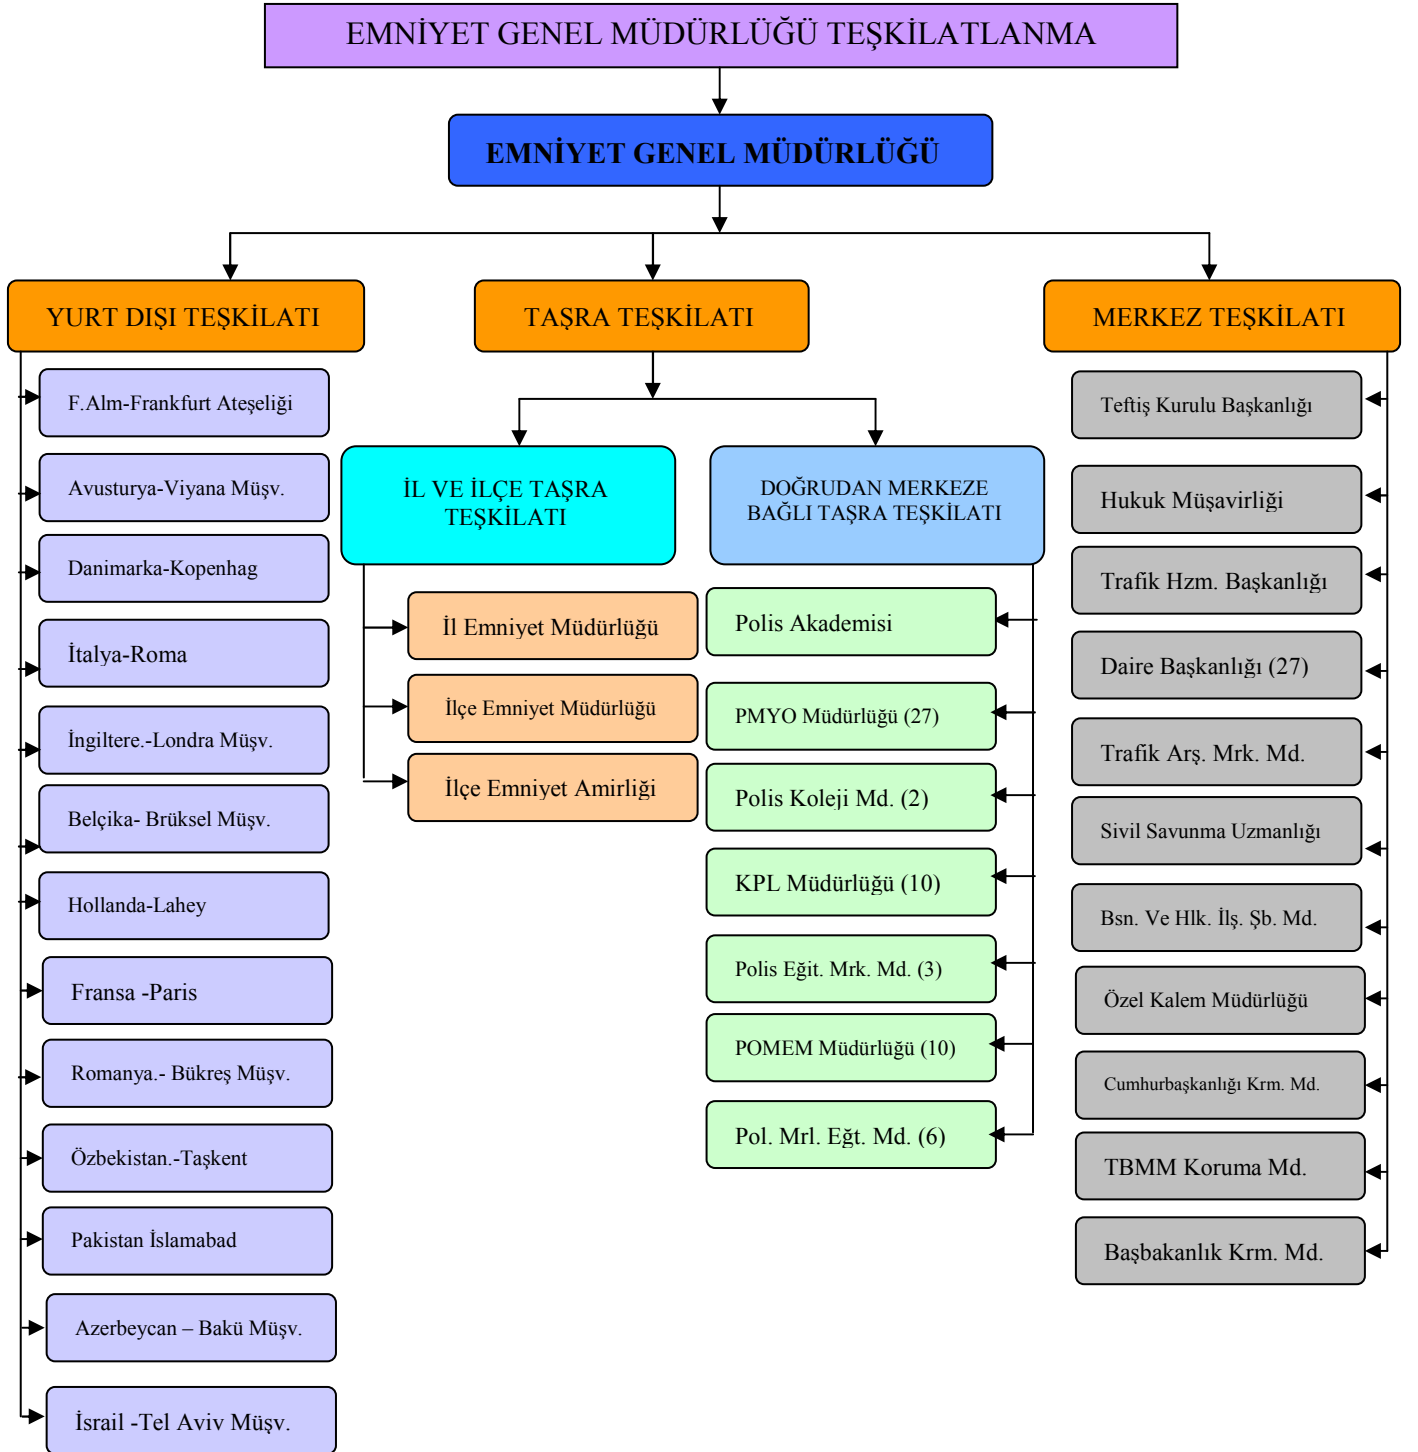 EMNİYET GENEL MÜDÜRLÜĞÜ TEŞKİLATLANMA
EMNİYET GENEL MÜDÜRLÜĞÜ
YURT DIŞI TEŞKİLATI
F.Alm-Frankfurt Ateşeliği
Avusturya-Viyana Müşv.
Danimarka-Kopenhag
İtalya-Roma
İngiltere.-Londra Müşv.
Belçika- Brüksel Müşv.
Hollanda-Lahey
Fransa -Paris
Romanya.- Bükreş Müşv.
Özbekistan.-Taşkent
Pakistan İslamabad
Azerbeycan – Bakü Müşv.
İsrail -Tel Aviv Müşv.
TAŞRA TEŞKİLATI
İL VE İLÇE TAŞRA
TEŞKİLATI
İl Emniyet Müdürlüğü
İlçe Emniyet Müdürlüğü
İlçe Emniyet Amirliği
DOĞRUDAN MERKEZE
BAĞLI TAŞRA TEŞKİLATI
Polis Akademisi
PMYO Müdürlüğü (27)
Polis Koleji Md. (2)
KPL Müdürlüğü (10)
Polis Eğit. Mrk. Md. (3)
POMEM Müdürlüğü (10)
Pol. Mrl. Eğt. Md. (6)
MERKEZ TEŞKİLATI
Teftiş Kurulu Başkanlığı
Hukuk Müşavirliği
Trafik Hzm. Başkanlığı
Daire Başkanlığı (27)
Trafik Arş. Mrk. Md.
Sivil Savunma Uzmanlığı
Bsn. Ve Hlk. İlş. Şb. Md.
Özel Kalem Müdürlüğü
Cumhurbaşkanlığı Krm. Md.
TBMM Koruma Md.
Başbakanlık Krm. Md.